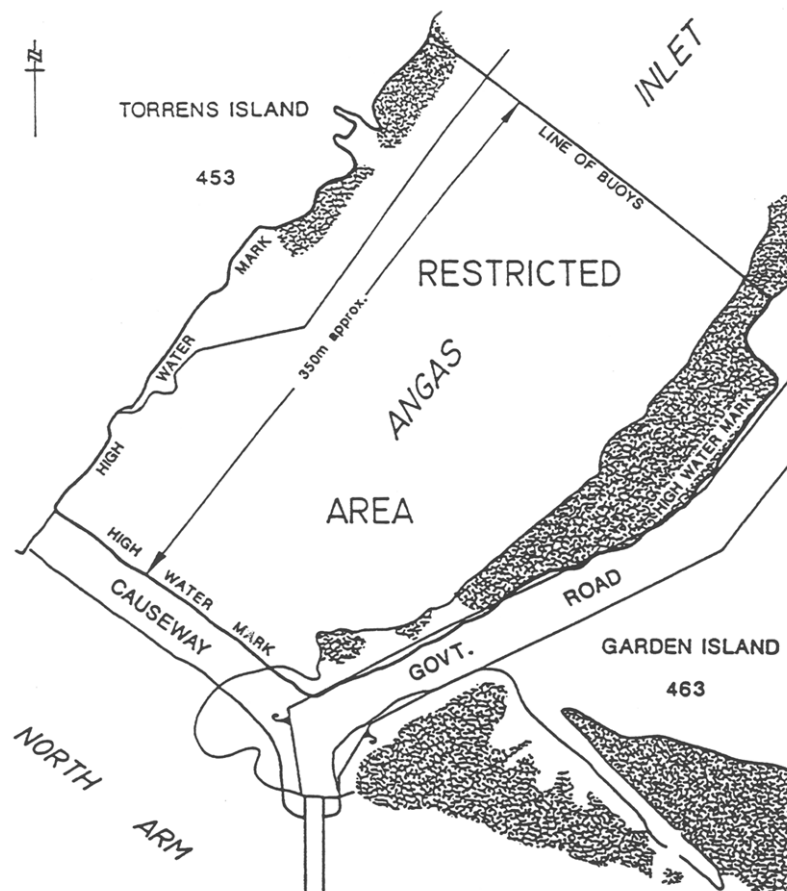 INLET
N
TORRENS ISLAND
453
LINE OF BUOYS
HIGH WATER MARK
RESTRICTED
350m approx.
ANGAS
HIGH WATER MARK
AREA
HIGH WATER MARK
CAUSEWAY
ROAD
GOVT.
GARDEN ISLAND
463
NORTH ARM